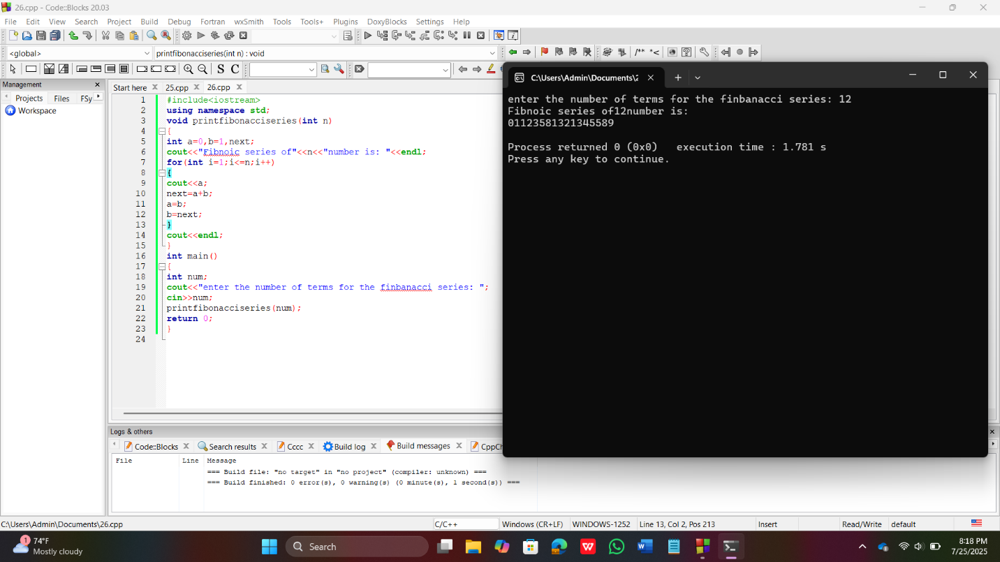 26.cpp - Code::Blocks 20.03
File Edit View Search Project Build Debug Fortran wxSmith Tools Tools+ Plugins DoxyBlocks Settings Help
<global> printfibonacciseries(int n) : void
/** *<
S C
Management
Projects Files FSy
Workspace
Start here 25.cpp 26.cpp
1 #include<iostream>
2 using namespace std;
3 void printfibonacciseries(int n)
4 {
5 int a=0,b=1,next;
6 cout<<"Fibnoic series of"<<n<<"number is: "<<endl;
7 for(int i=1;i<=n;i++)
8 {
9 cout<<a;
10 next=a+b;
11 a=b;
12 b=next;
13 }
14 cout<<endl;
15 }
16 int main()
17 {
18 int num;
19 cout<<"enter the number of terms for the finbanacci series: ";
20 cin>>num;
21 printfibonacciseries(num);
22 return 0;
23 }
24
C:\Users\Admin\Documents\2
enter the number of terms for the finbanacci series: 12
Fibnoic series of12number is:
01123581321345589
Process returned 0 (0x0)   execution time : 1.781 s
Press any key to continue.
Logs & others
Code::Blocks Search results Cccc Build log Build messages CppCh
File Line Message
=== Build file: "no target" in "no project" (compiler: unknown) ===
=== Build finished: 0 error(s), 0 warning(s) (0 minute(s), 1 second(s)) ===
C:\Users\Admin\Documents\26.cpp C/C++ Windows (CR+LF) WINDOWS-1252 Line 13, Col 2, Pos 213 Insert Read/Write default
1 74°F
Mostly cloudy
Search
8:18 PM
7/25/2025